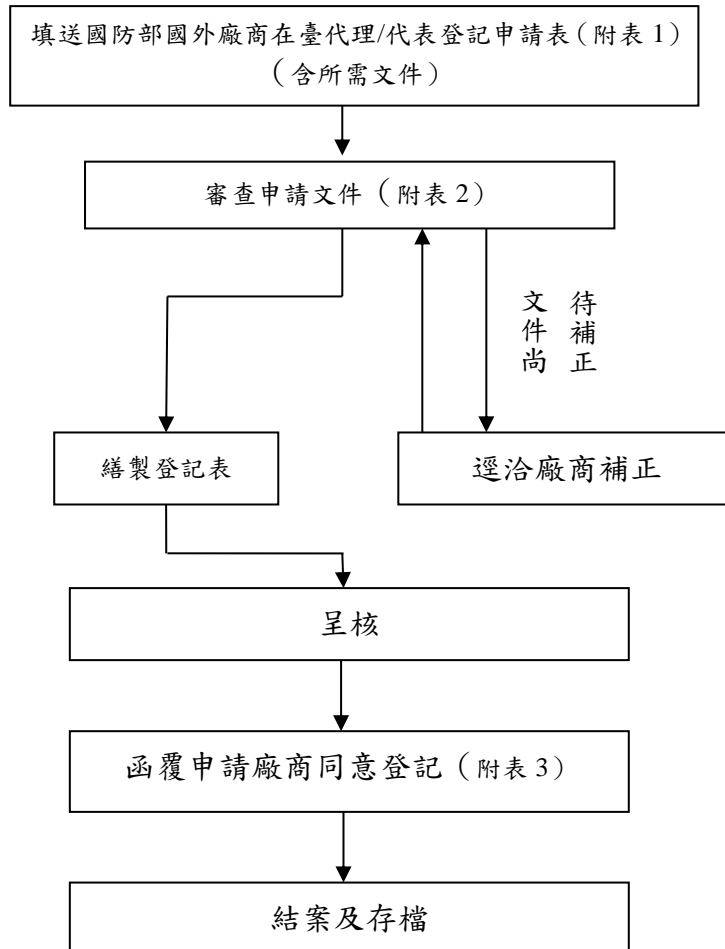 填送國防部國外廠商在臺代理/代表登記申請表（附表 1）
（含所需文件）
審查申請文件（附表 2）
文件尚
待補正
繕製登記表
逕洽廠商補正
呈核
函覆申請廠商同意登記（附表 3）
結案及存檔